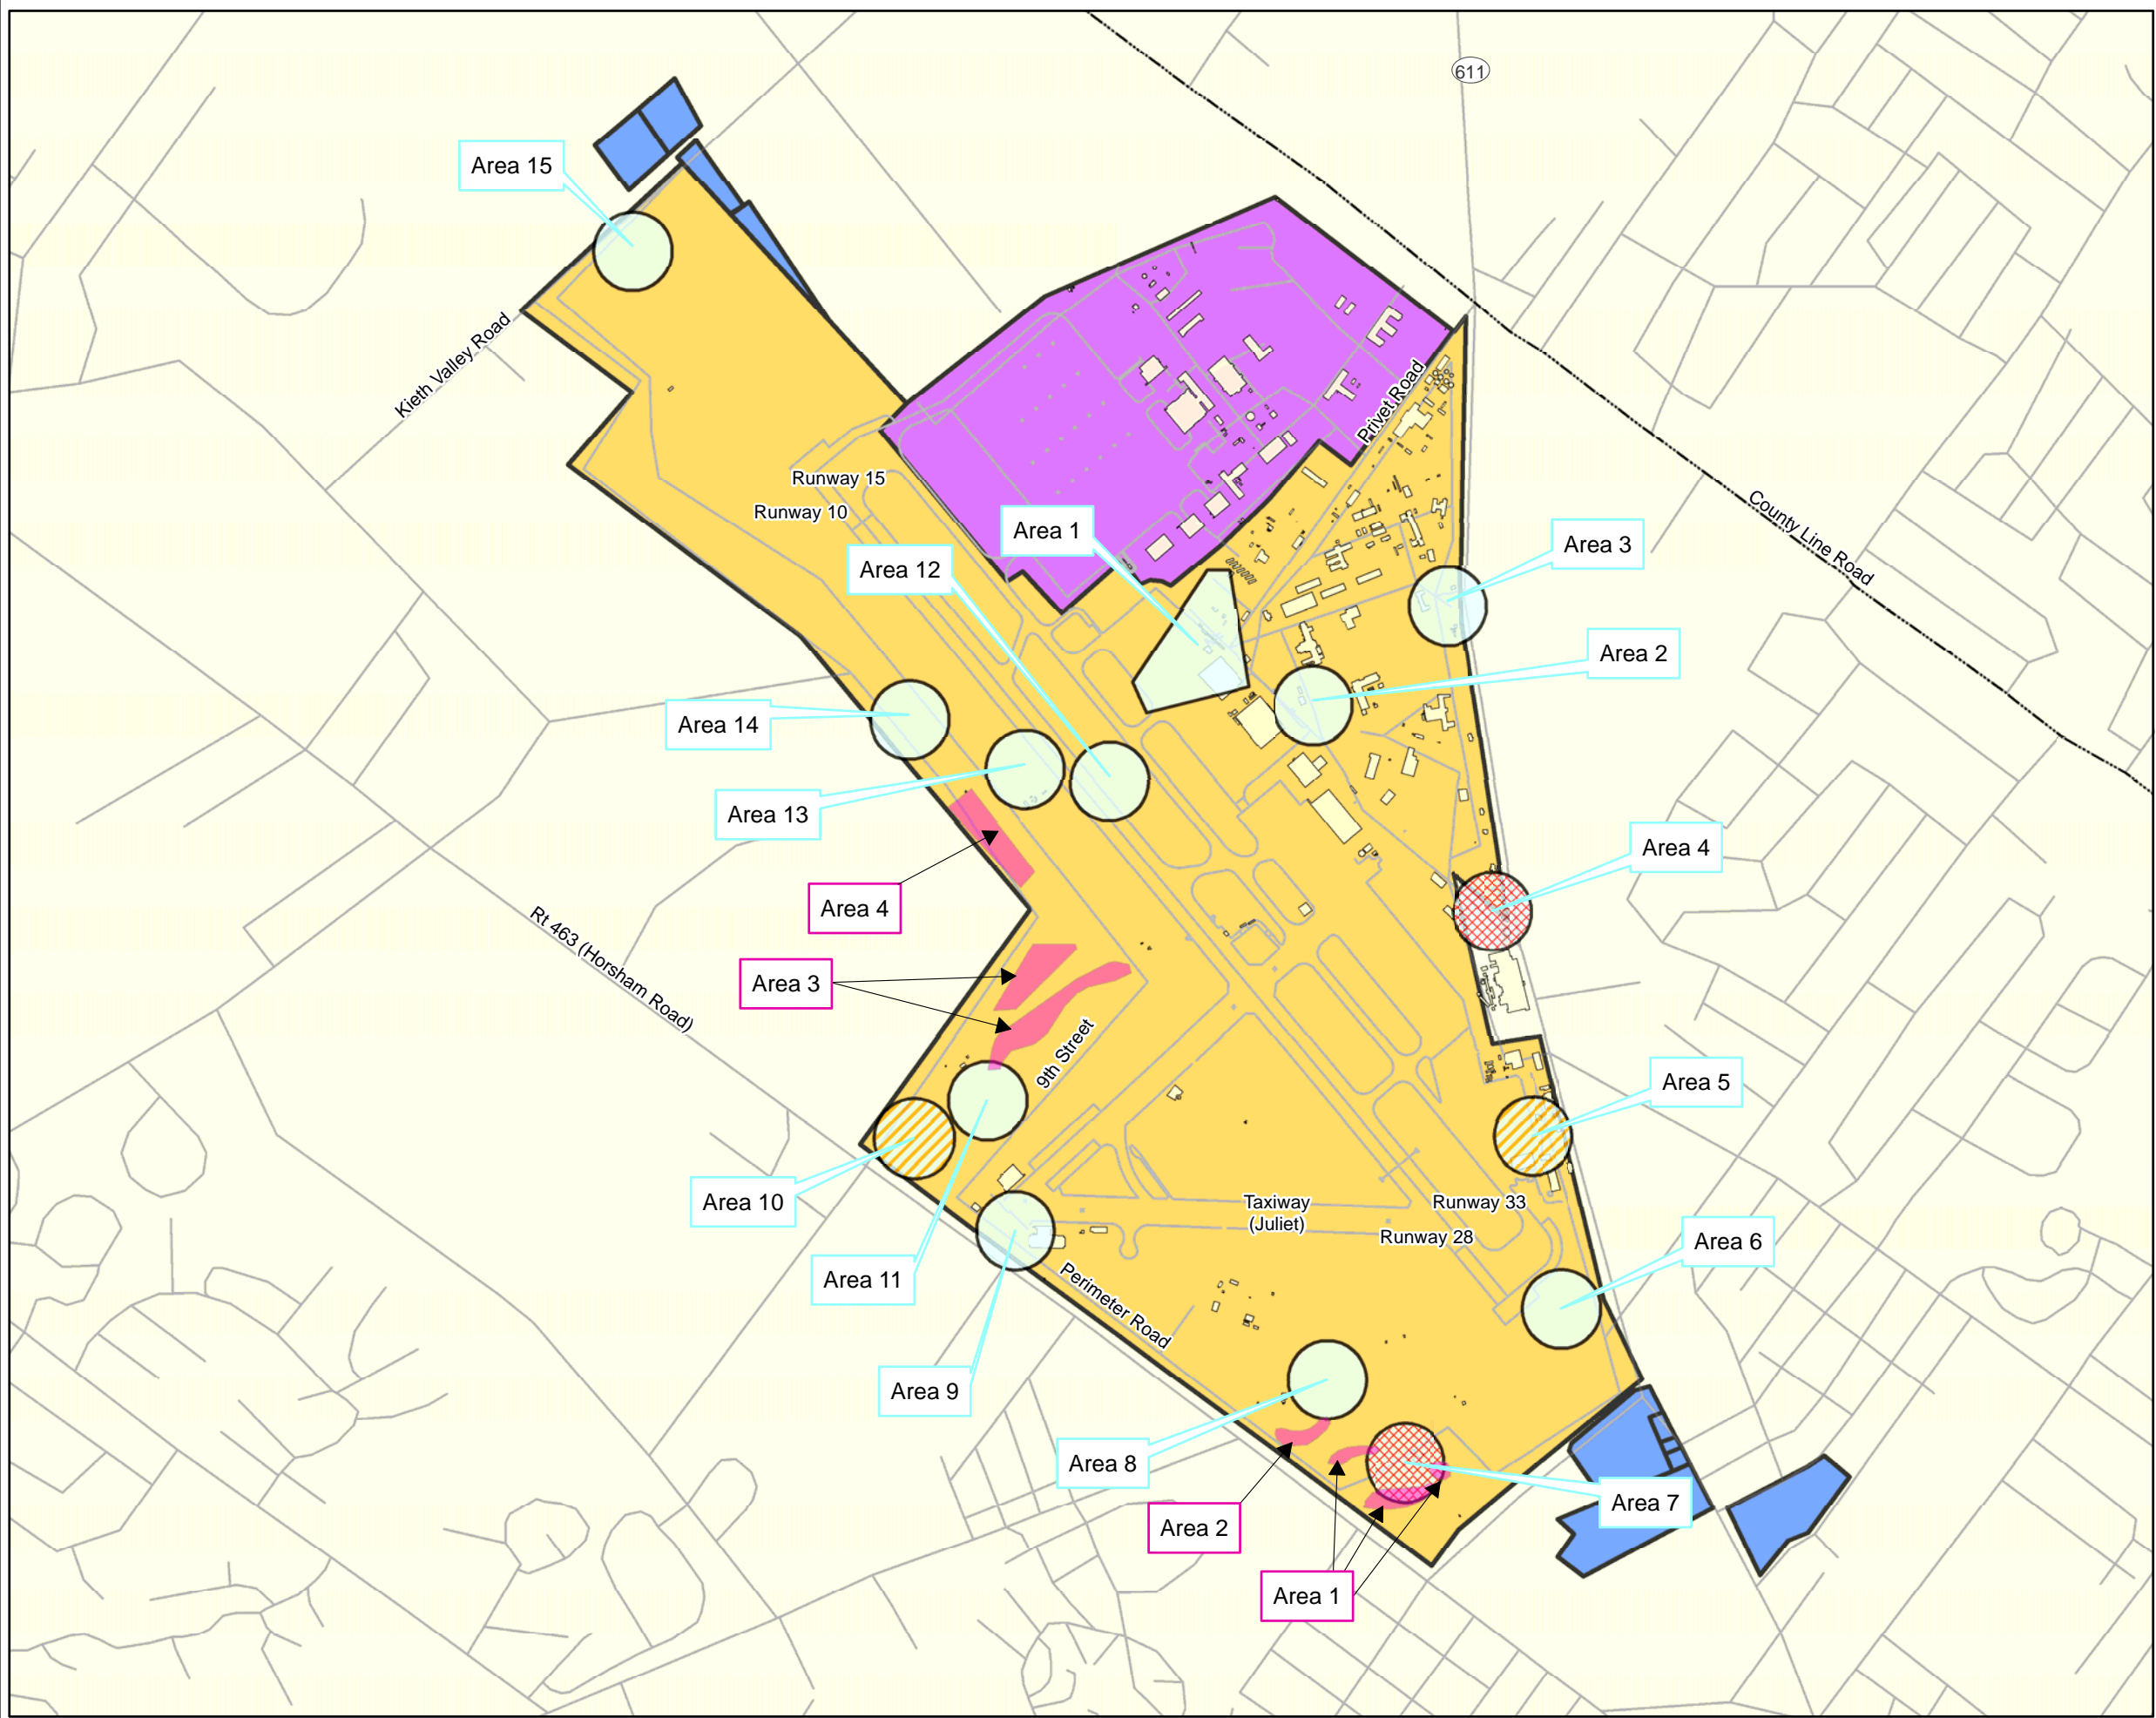 611
Area 15
Kieth Valley Road
Privet Road
Runway 15
Runway 10
Area 1
County Line Road
Area 12
Area 3
Area 2
Area 14
Area 13
Area 4
Area 4
Rt 463 (Horsham Road)
Area 3
9th Street
Area 5
Area 10
Taxiway
(Juliet)
Runway 33
Runway 28
Area 6
Area 11
Perimeter Road
Area 9
Area 8
Area 7
Area 2
Area 1